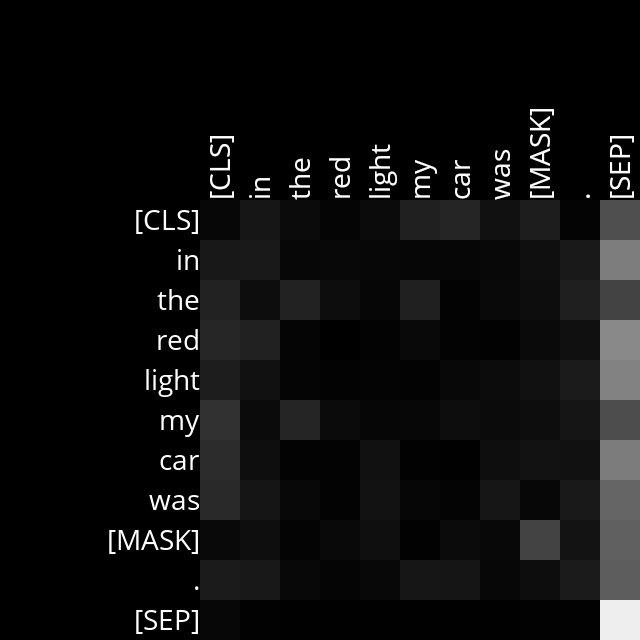 [CLS] in the red light my car was [MASK] . [SEP]
[CLS]
in
the
red
light
my
car
was
[MASK]
.
[SEP]